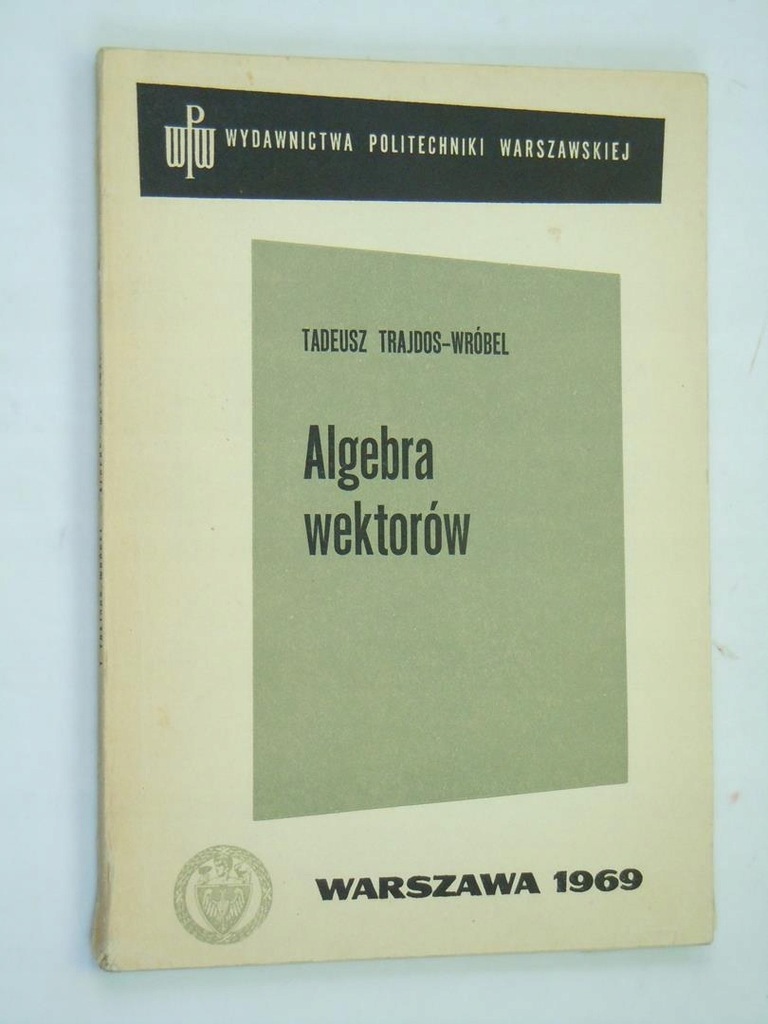 WPW WYDAWNICTWA POLITECHNIKI WARSZAWSKIEJ
TADEUSZ TRAJDOS-WRÓBEL
Algebra
wektorów
WARSZAWA 1969